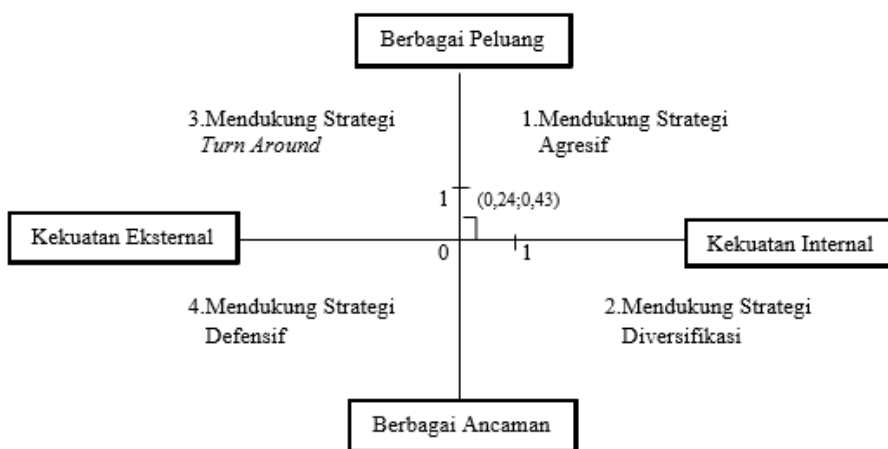 Berbagai Peluang
3.Mendukung Strategi
Turn Around
1.Mendukung Strategi
Agresif
1
(0,24;0,43)
Kekuatan Eksternal
Kekuatan Internal
0
1
4.Mendukung Strategi
Defensif
2.Mendukung Strategi
Diversifikasi
Berbagai Ancaman